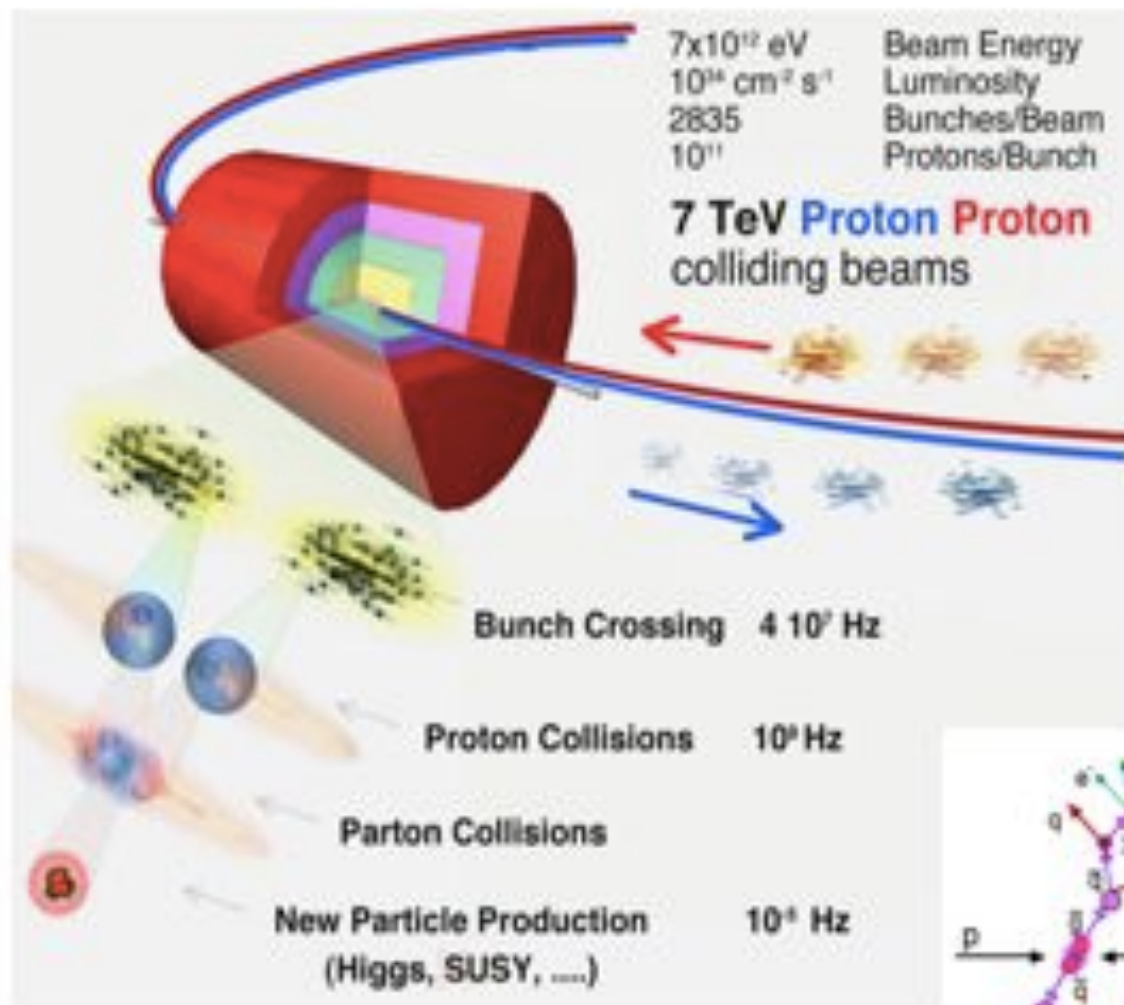 7x10¹² eV Beam Energy
10³⁴ cm⁻² s⁻¹ Luminosity
2835 Bunches/Beam
10¹¹ Protons/Bunch
7 TeV Proton Proton
colliding beams
Bunch Crossing 4 10⁷ Hz
Proton Collisions 10⁹ Hz
Parton Collisions
New Particle Production 10⁻⁵ Hz
(Higgs, SUSY, ....)
e⁻
q
q
p